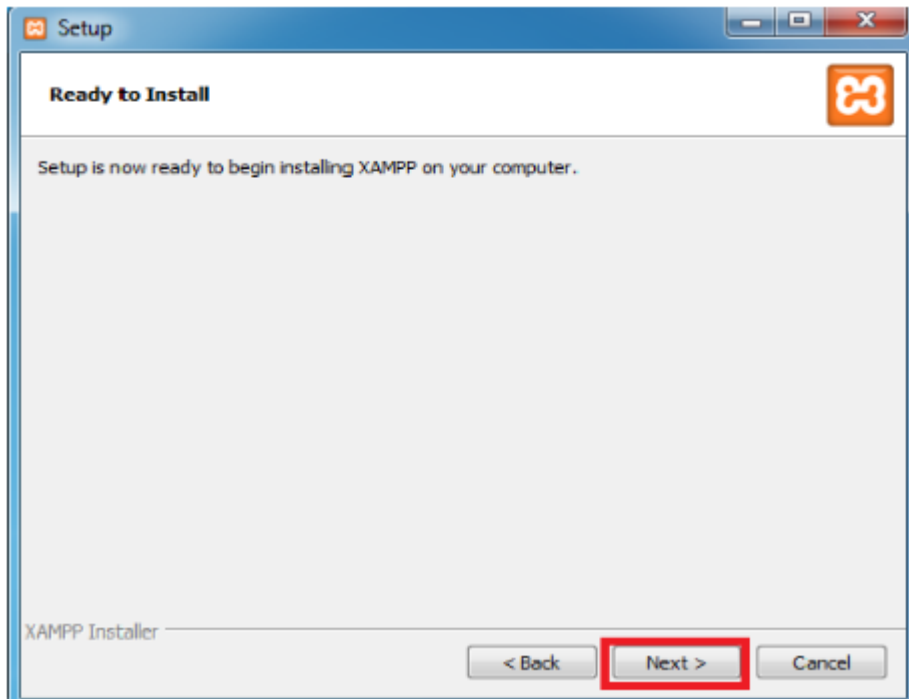 Setup
Ready to Install
Setup is now ready to begin installing XAMPP on your computer.
XAMPP Installer
< Back Next > Cancel